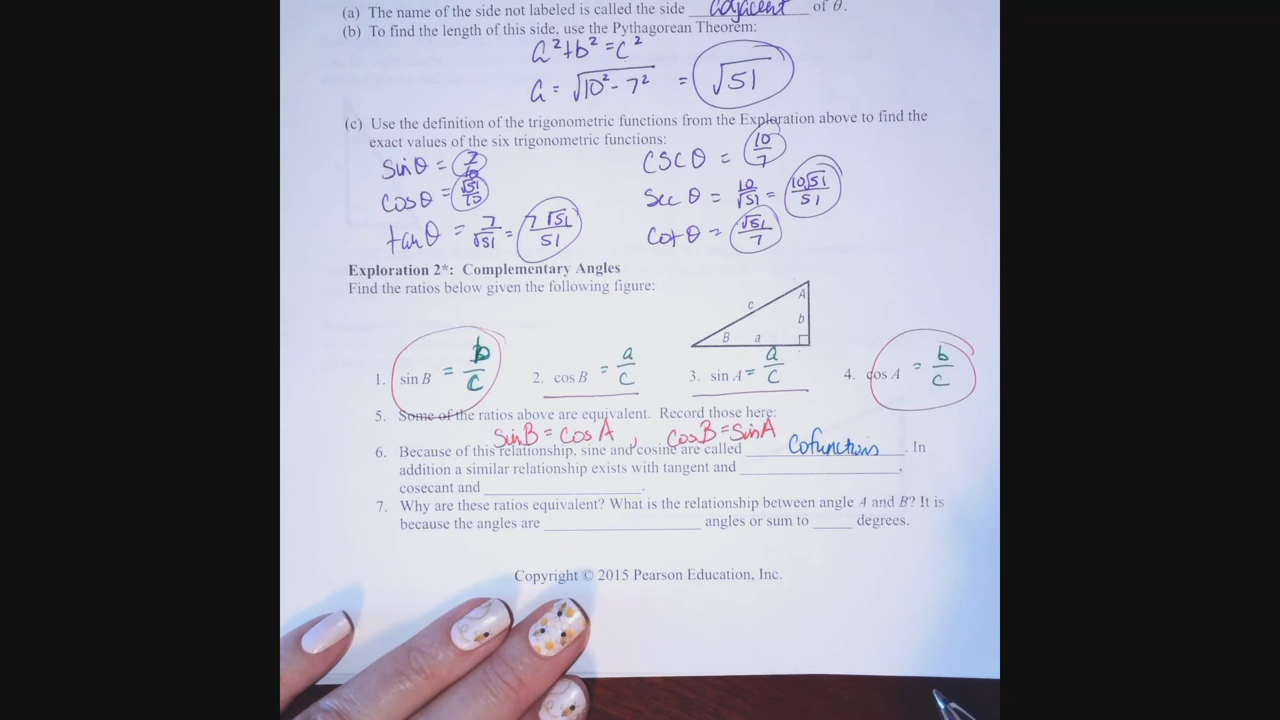 (a) The name of the side not labeled is called the side adjacent of θ.
(b) To find the length of this side, use the Pythagorean Theorem:
a² + b² = c²
a = √10² - 7² = √51
(c) Use the definition of the trigonometric functions from the Exploration above to find the
exact values of the six trigonometric functions:
sin θ = 7/10
csc θ = 10/7
cos θ = √51/10
sec θ = 10/√51 = 10√51/51
tan θ = 7/√51 = 7√51/51
cot θ = √51/7
Exploration 2*: Complementary Angles
Find the ratios below given the following figure:
A
c
b
B
a
1. sin B = b/c
2. cos B = a/c
3. sin A = a/c
4. cos A = b/c
5. Some of the ratios above are equivalent. Record those here:
sin B = cos A , cos B = sin A
6. Because of this relationship, sine and cosine are called Cofunctions. In
addition a similar relationship exists with tangent and ____,
cosecant and ____.
7. Why are these ratios equivalent? What is the relationship between angle A and B? It is
because the angles are ____ angles or sum to ____ degrees.
Copyright © 2015 Pearson Education, Inc.